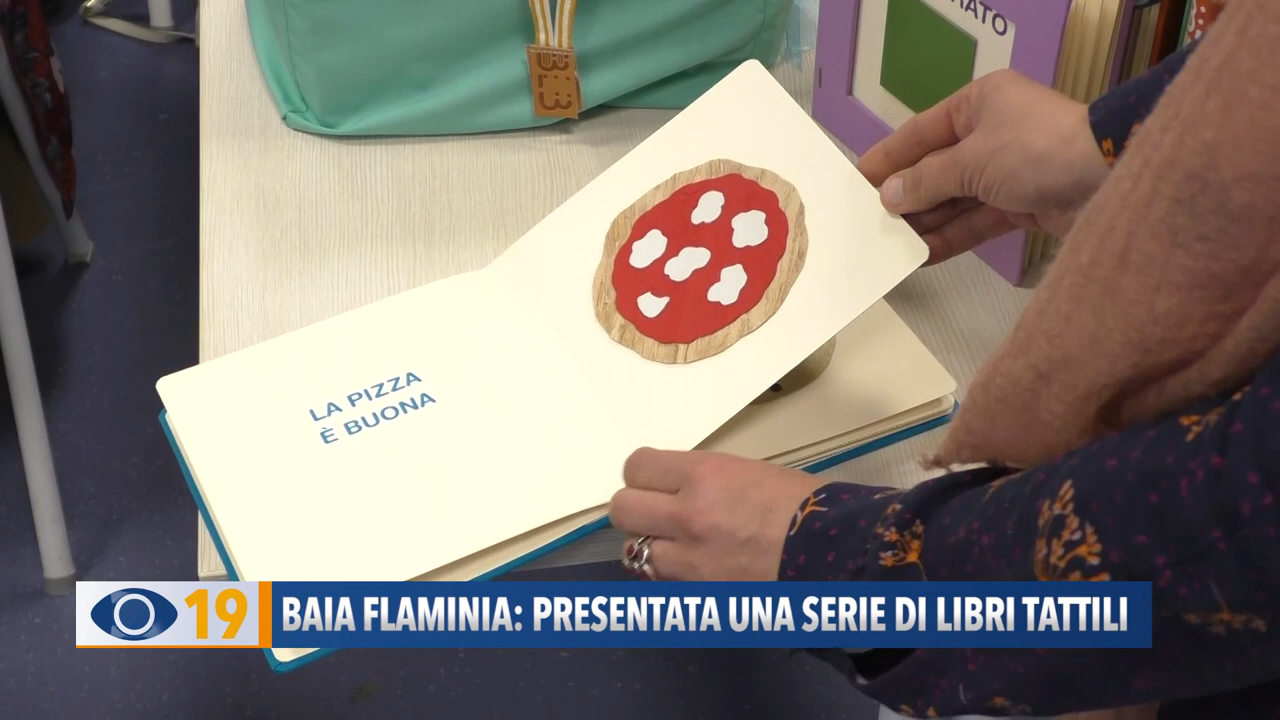 LA PIZZA
È BUONA
19
BAIA FLAMINIA: PRESENTATA UNA SERIE DI LIBRI TATTILI